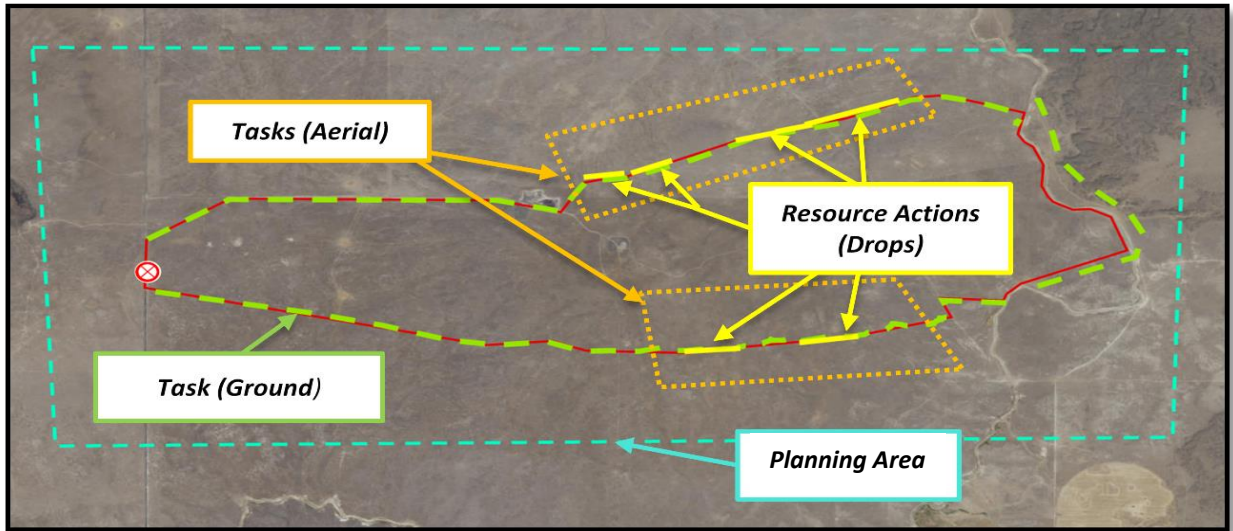 Tasks (Aerial)
Resource Actions
(Drops)
Task (Ground)
Planning Area